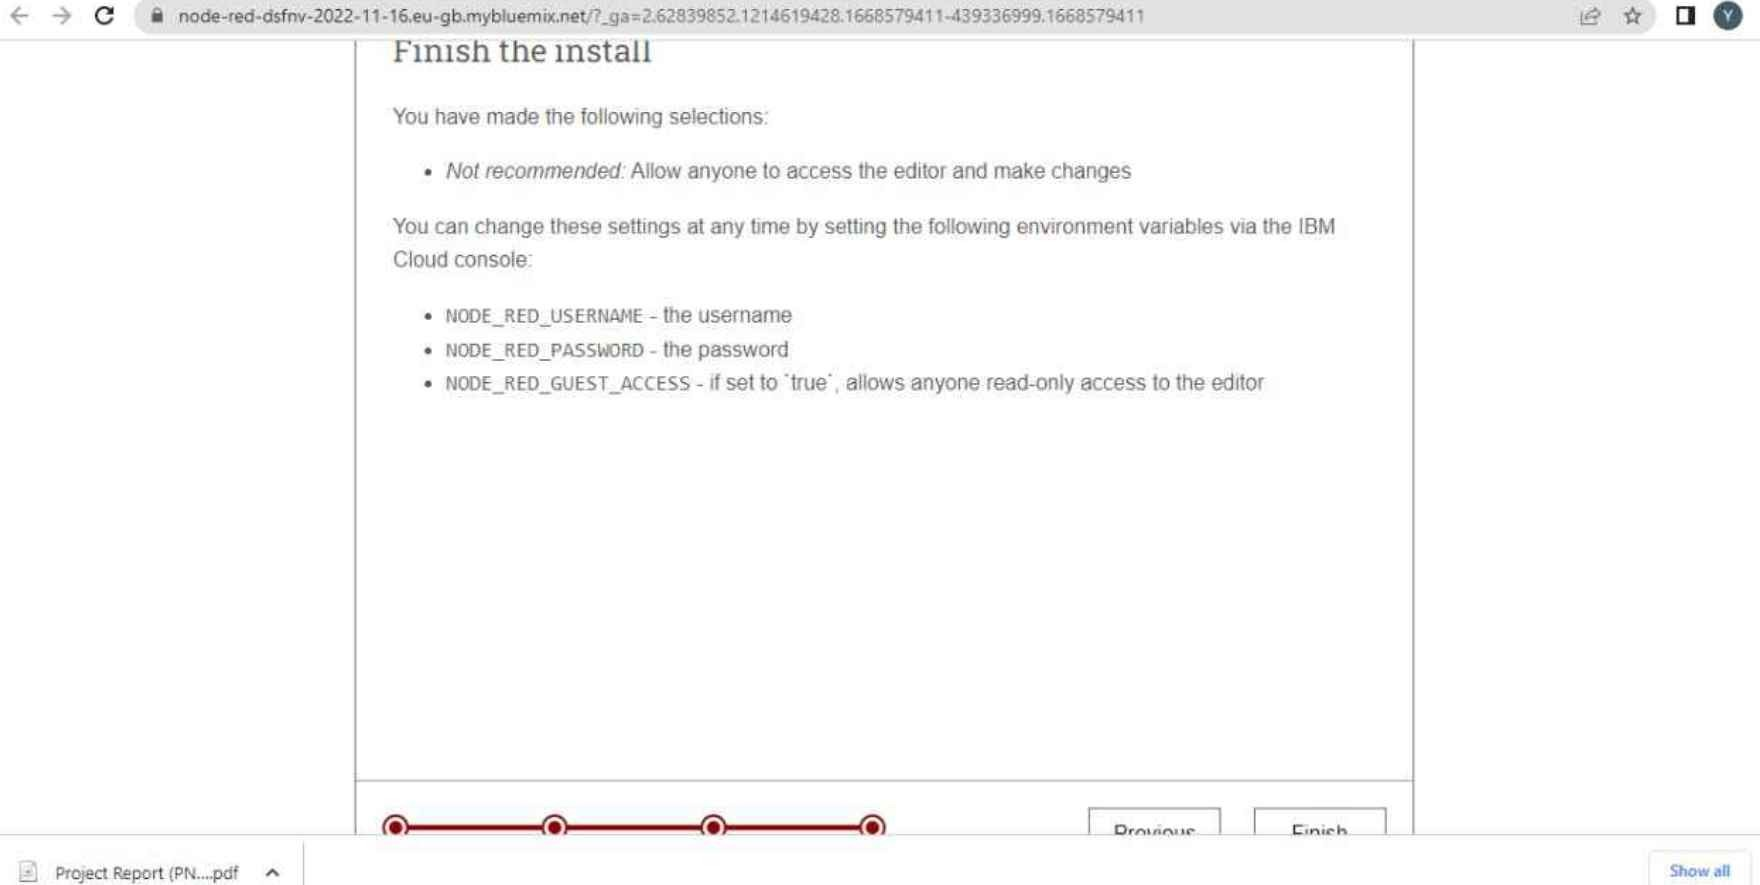 node-red-dsfnv-2022-11-16.eu-gb.mybluemix.net/?_ga=2.62839852.1214619428.1668579411-439336999.1668579411
Y
Finish the install
You have made the following selections:
• Not recommended: Allow anyone to access the editor and make changes
You can change these settings at any time by setting the following environment variables via the IBM
Cloud console:
• NODE_RED_USERNAME - the username
• NODE_RED_PASSWORD - the password
• NODE_RED_GUEST_ACCESS - if set to `true`, allows anyone read-only access to the editor
Previous
Finish
Project Report (PN....pdf
Show all